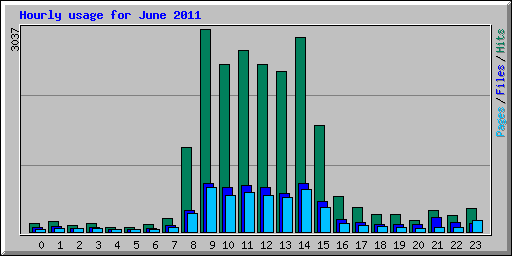 Hourly usage for June 2011
3037
Pages / Files / Hits
0 1 2 3 4 5 6 7 8 9 10 11 12 13 14 15 16 17 18 19 20 21 22 23